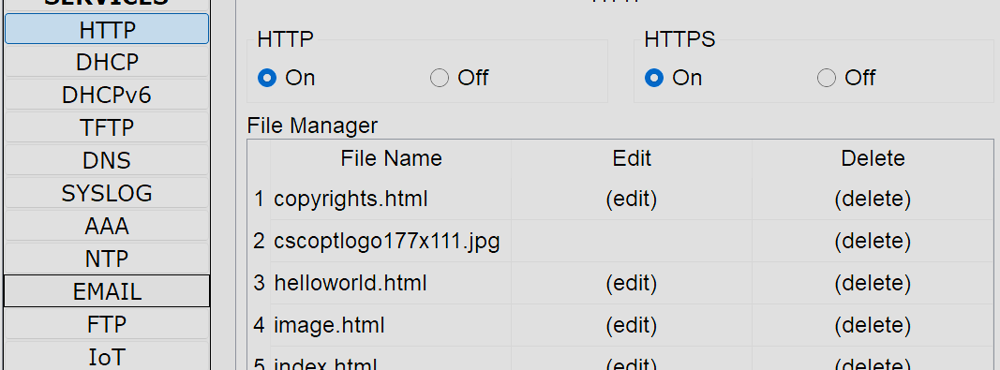 SERVICES
HTTP
DHCP
DHCPv6
TFTP
DNS
SYSLOG
AAA
NTP
EMAIL
FTP
IoT
HTTP
On Off
HTTPS
On Off
File Manager
File Name Edit Delete
1 copyrights.html (edit) (delete)
2 cscoptlogo177x111.jpg (delete)
3 helloworld.html (edit) (delete)
4 image.html (edit) (delete)
5 index.html (edit) (delete)